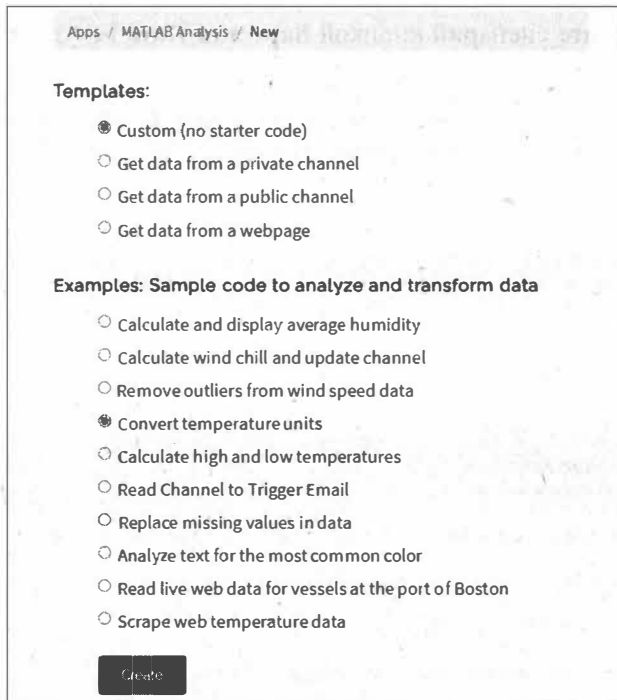 Apps / MATLAB Analysis / New
Templates:
Custom (no starter code)
Get data from a private channel
Get data from a public channel
Get data from a webpage
Examples: Sample code to analyze and transform data
Calculate and display average humidity
Calculate wind chill and update channel
Remove outliers from wind speed data
Convert temperature units
Calculate high and low temperatures
Read Channel to Trigger Email
Replace missing values in data
Analyze text for the most common color
Read live web data for vessels at the port of Boston
Scrape web temperature data
Create